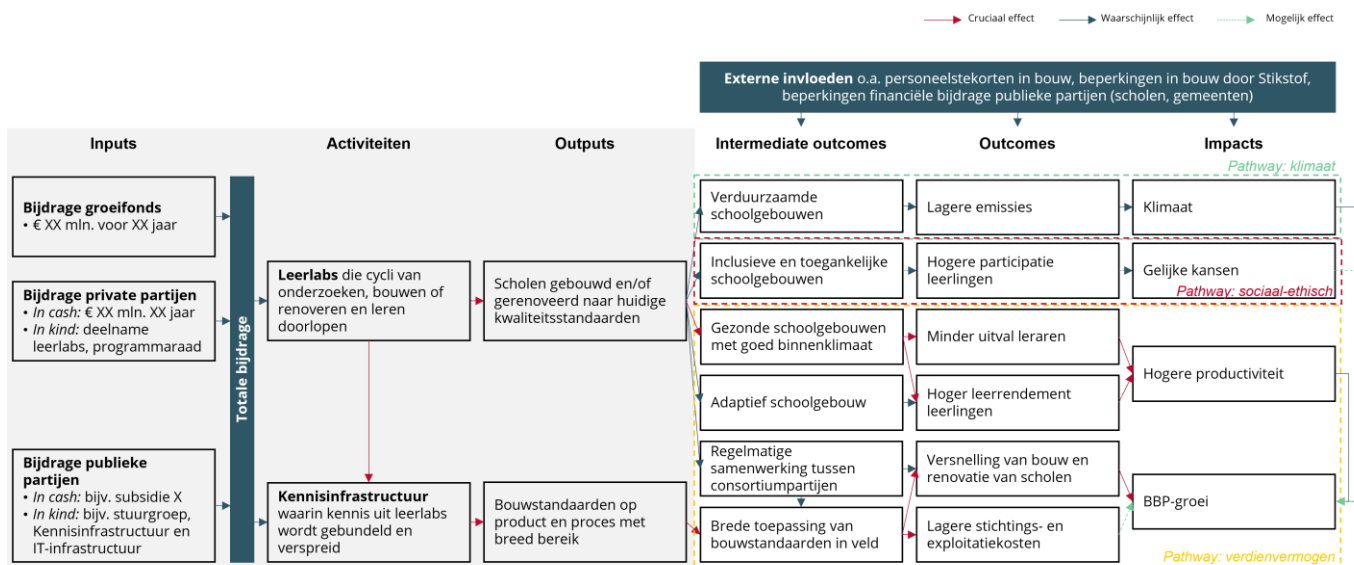 Cruciaal effect
Waarschijnlijk effect
Mogelijk effect
Externe invloeden o.a. personeelstekorten in bouw, beperkingen in bouw door Stikstof,
beperkingen financiële bijdrage publieke partijen (scholen, gemeenten)
Inputs
Activiteiten
Outputs
Intermediate outcomes
Outcomes
Impacts
Pathway: klimaat
Bijdrage groeifonds
• € XX mln. voor XX jaar
Bijdrage private partijen
• In cash: € XX mln. XX jaar
• In kind: deelname
leerlabs, programmaraad
Bijdrage publieke
partijen
• In cash: bijv. subsidie X
• In kind: bijv. stuurgroep,
Kennisinfrastructuur en
IT-infrastructuur
Totale bijdrage
Leerlabs die cycli van
onderzoeken, bouwen of
renoveren en leren
doorlopen
Kennisinfrastructuur
waarin kennis uit leerlabs
wordt gebundeld en
verspreid
Scholen gebouwd en/of
gerenoveerd naar huidige
kwaliteitsstandaarden
Bouwstandaarden op
product en proces met
breed bereik
Verduurzaamde
schoolgebouwen
Lagere emissies
Klimaat
Inclusieve en toegankelijke
schoolgebouwen
Hogere participatie
leerlingen
Gelijke kansen
Pathway: sociaal-ethisch
Gezonde schoolgebouwen
met goed binnenklimaat
Minder uitval leraren
Adaptief schoolgebouw
Hoger leerrendement
leerlingen
Hogere productiviteit
Regelmatige
samenwerking tussen
consortiumpartijen
Versnelling van bouw en
renovatie van scholen
Brede toepassing van
bouwstandaarden in veld
Lagere stichtings- en
exploitatiekosten
BBP-groei
Pathway: verdienvermogen